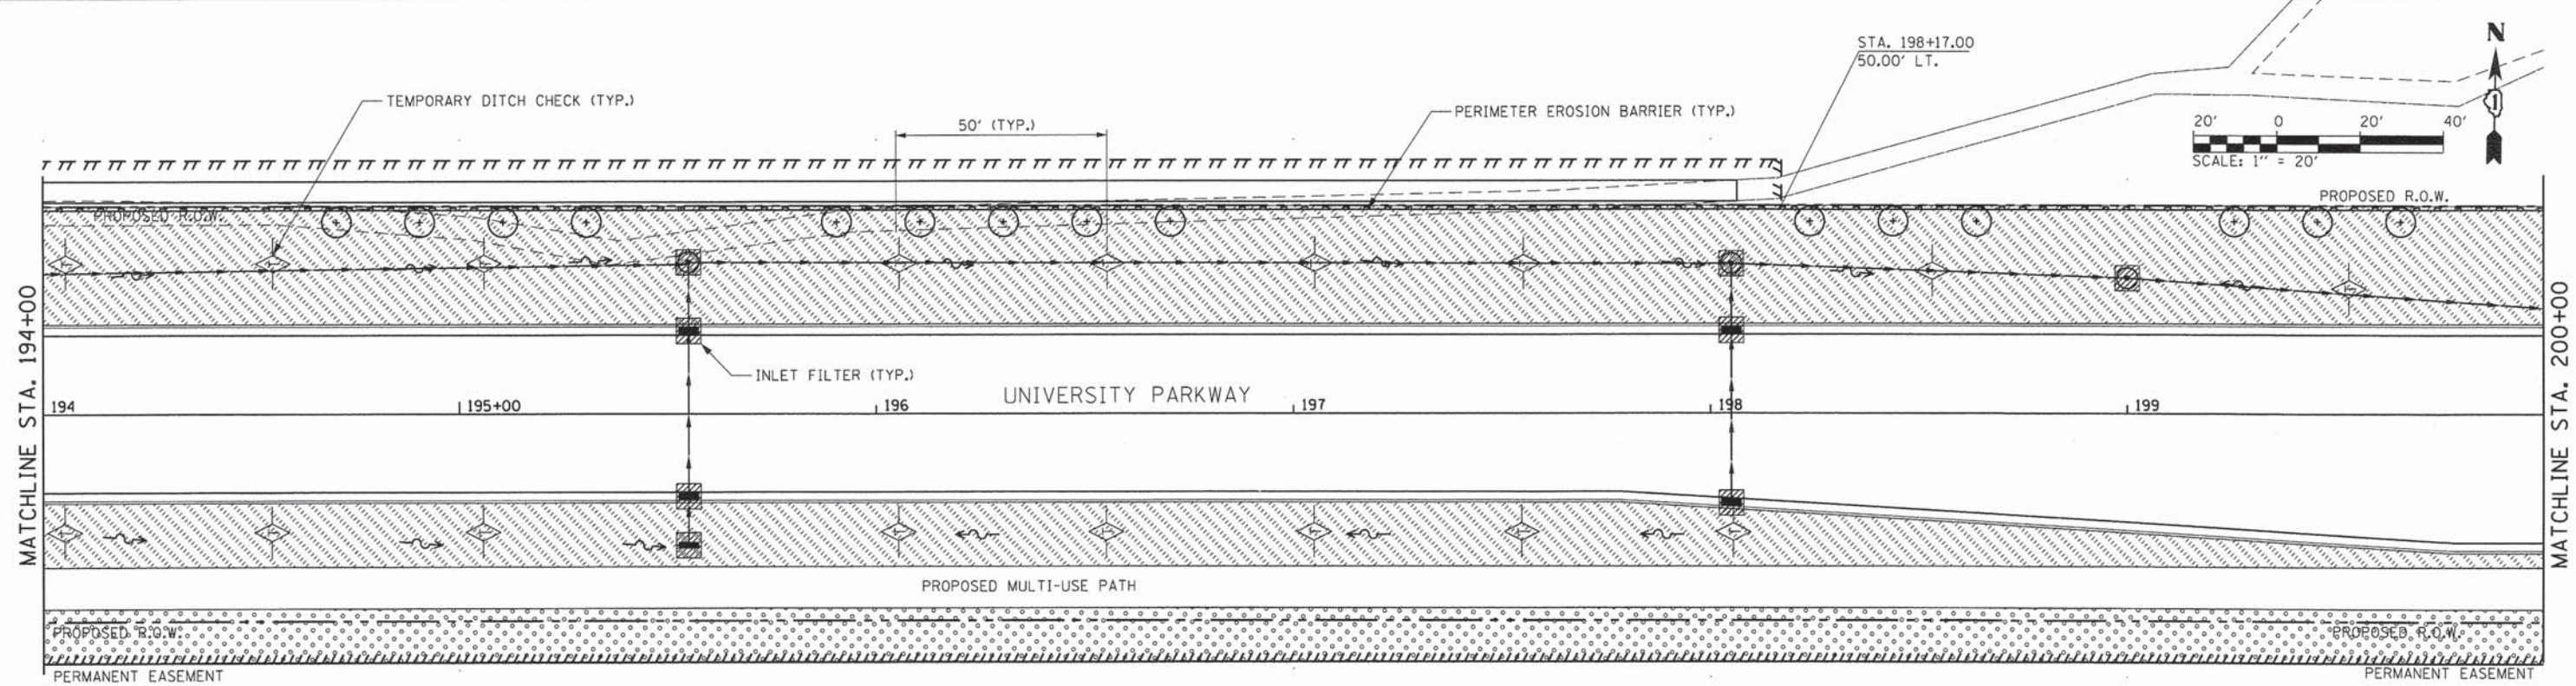 N
STA. 198+17.00
50.00' LT.
TEMPORARY DITCH CHECK (TYP.)
PERIMETER EROSION BARRIER (TYP.)
50' (TYP.)
20' 0 20' 40'
SCALE: 1" = 20'
PROPOSED R.O.W.
PROPOSED R.O.W.
MATCHLINE STA. 194+00
MATCHLINE STA. 200+00
INLET FILTER (TYP.)
UNIVERSITY PARKWAY
194 195+00 196 197 198 199
PROPOSED MULTI-USE PATH
PROPOSED R.O.W.
PROPOSED R.O.W.
PERMANENT EASEMENT
PERMANENT EASEMENT